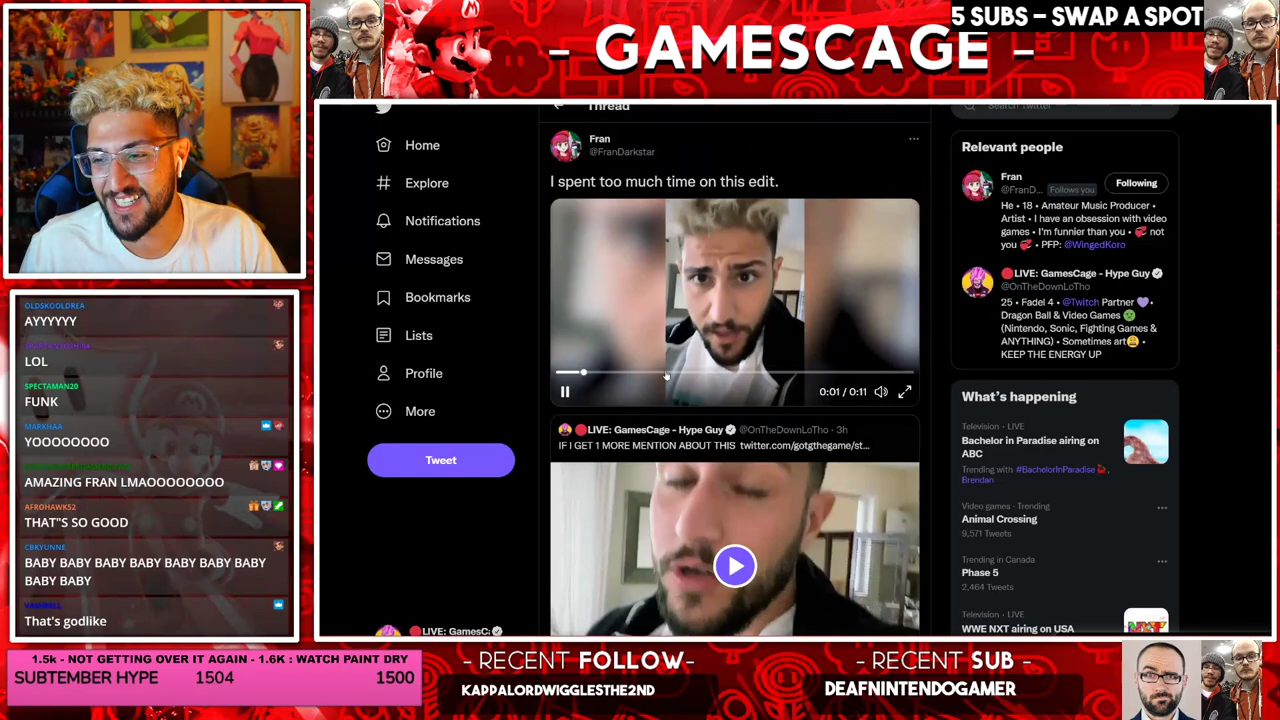 5 SUBS – SWAP A SPOT
- GAMESCAGE -
OLDSKOOLDREA
AYYYYYY
LOL
SPECTAMAN20
FUNK
MARKHAA
YOOOOOOOO
AMAZING FRAN LMAOOOOOOOO
AFROHAWK52
THAT"S SO GOOD
CBKYUNNE
BABY BABY BABY BABY BABY BABY BABY
BABY BABY
That's godlike
Home
Explore
Notifications
Messages
Bookmarks
Lists
Profile
More
Tweet
🔴LIVE: GamesCa
Thread
Fran
@FranDarkstar
I spent too much time on this edit.
0:01 / 0:11
🔴LIVE: GamesCage - Hype Guy @OnTheDownLoTho · 3h
IF I GET 1 MORE MENTION ABOUT THIS twitter.com/gotgthegame/st...
Search Twitter
Relevant people
Fran
@FranD... Follows you
Following
He • 18 • Amateur Music Producer •
Artist • I have an obsession with video
games • I'm funnier than you • 💞 not
you 💞 • PFP: @WingedKoro
🔴LIVE: GamesCage - Hype Guy
@OnTheDownLoTho
25 • Fadel 4 • @Twitch Partner 💜•
Dragon Ball & Video Games
(Nintendo, Sonic, Fighting Games &
ANYTHING) • Sometimes art😩 •
KEEP THE ENERGY UP
What's happening
Television · LIVE
Bachelor in Paradise airing on
ABC
Trending with #BachelorInParadise ,
Brendan
Video games · Trending
Animal Crossing
9,571 Tweets
Trending in Canada
Phase 5
2,464 Tweets
Television · LIVE
WWE NXT airing on USA
1.5k - NOT GETTING OVER IT AGAIN - 1.6K : WATCH PAINT DRY
SUBTEMBER HYPE 1504 1500
- RECENT FOLLOW-
KAPPALORDWIGGLESTHE2ND
- RECENT SUB -
DEAFNINTENDOGAMER